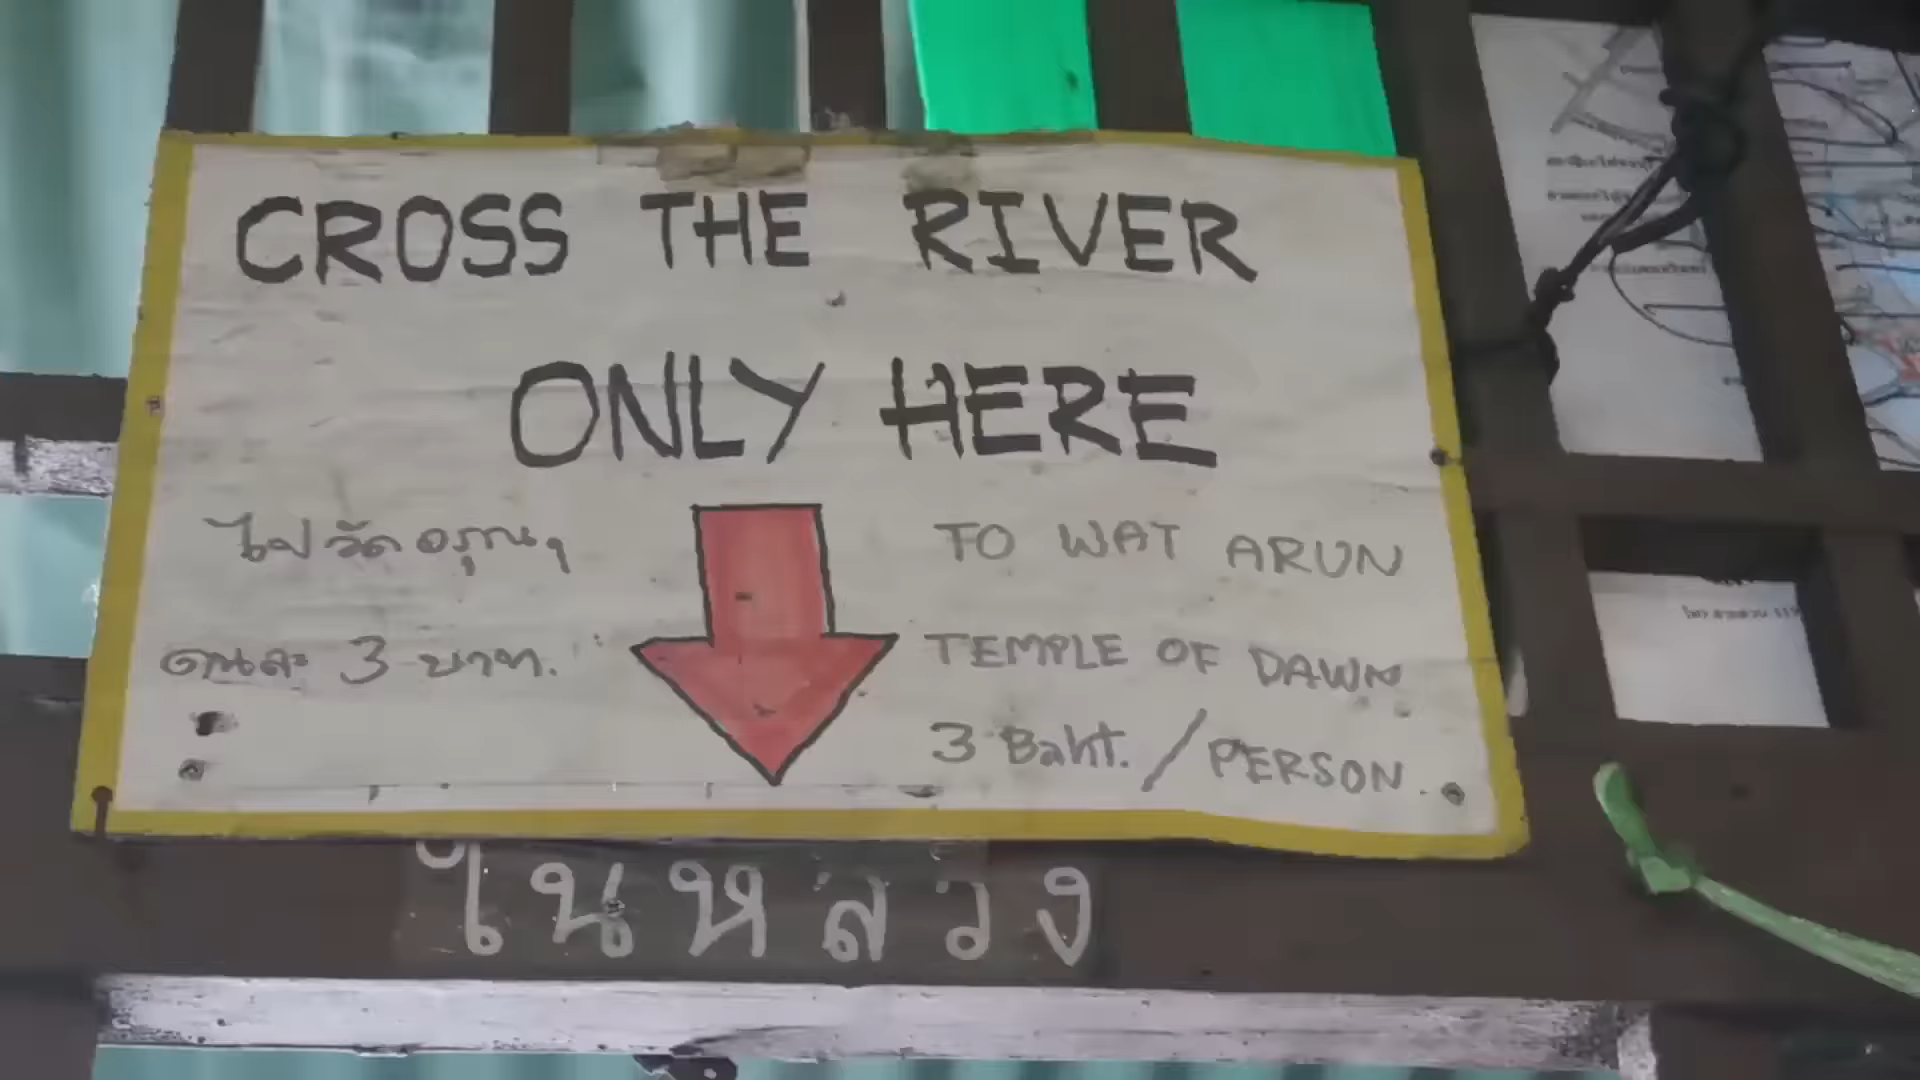 CROSS THE RIVER
ONLY HERE
ไปวัดอรุณฯ
คนละ 3 บาท.
TO WAT ARUN
TEMPLE OF DAWN
3 Baht. / PERSON.
ในหลวง